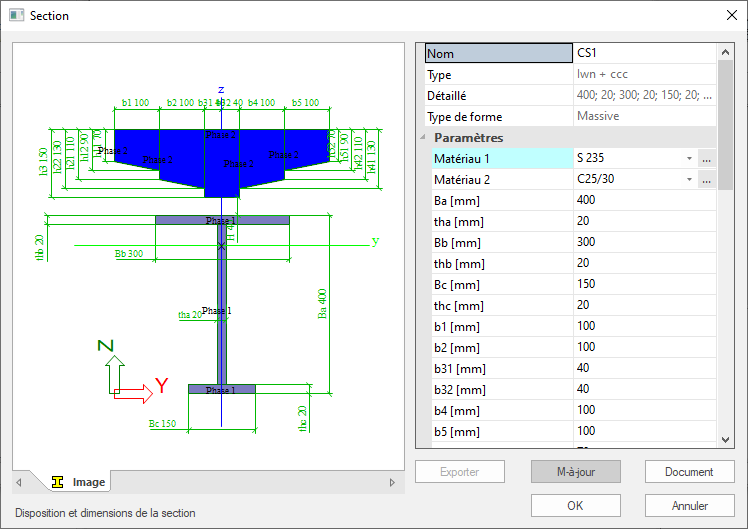 Section
z
b1 100 b2 100 b31 40 b32 40 b4 100 b5 100
h3 150
h22 130
h21 110
h12 90
Phase 2
Phase 2
Phase 2
Phase 2
Phase 2
h51 90
h42 110
h41 130
Phase 1
y
thb 20
Bb 300
Ba 400
tha 20
Phase 1
Z
Y
Phase 1
Bc 150
thc 20
Image
Disposition et dimensions de la section
Nom CS1
Type Iwn + ccc
Détaillé 400; 20; 300; 20; 150; 20; ...
Type de forme Massive
Paramètres
Matériau 1 S 235 ...
Matériau 2 C25/30 ...
Ba [mm] 400
tha [mm] 20
Bb [mm] 300
thb [mm] 20
Bc [mm] 150
thc [mm] 20
b1 [mm] 100
b2 [mm] 100
b31 [mm] 40
b32 [mm] 40
b4 [mm] 100
b5 [mm] 100
Exporter M-à-jour Document
OK Annuler